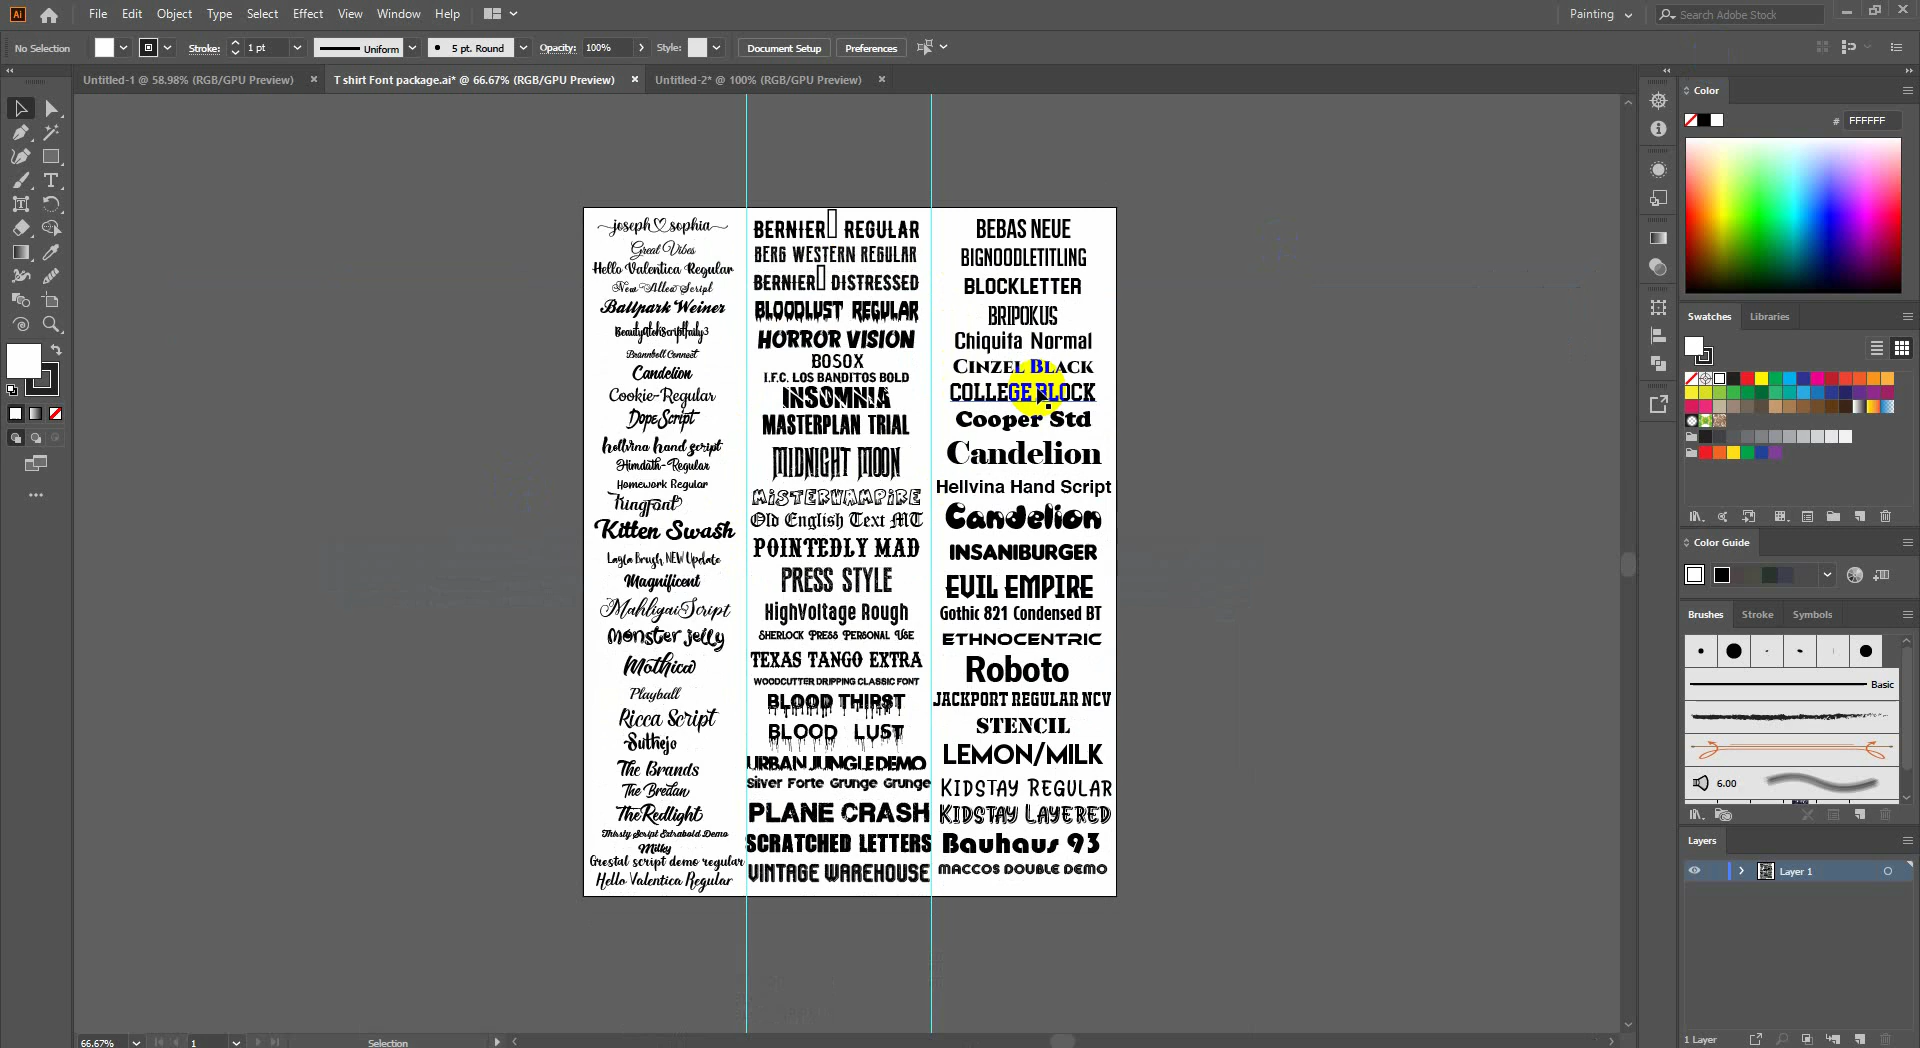 Ai File Edit Object Type Select Effect View Window Help Painting Search Adobe Stock
No Selection Stroke: 1 pt Uniform 5 pt. Round Opacity: 100% Style: Document Setup Preferences
Untitled-1 @ 58.98% (RGB/GPU Preview) T shirt Font package.ai* @ 66.67% (RGB/GPU Preview) Untitled-2* @ 100% (RGB/GPU Preview)
joseph sophia
Great Vibes
Hello Valentica Regular
New Allen Script
Ballpark Weiner
Brannboll Connect
Candelion
Cookie-Regular
Dope Script
hellvina hand script
Himdath-Regular
Homework Regular
Kingfont
Kitten Swash
Layla Brush NEW Update
Magnificent
Mahligai Script
Monster jelly
Mothica
Playball
Ricca Script
Suthejo
The Brands
The Bredan
The Redlight
Thirsty Script Extrabold Demo
Milky
Grestal script demo regular
Hello Valentica Regular
BERNIER REGULAR
BERG WESTERN REGULAR
BERNIER DISTRESSED
BLOODLUST REGULAR
HORROR VISION
BOSOX
I.F.C. LOS BANDITOS BOLD
INSOMNIA
MASTERPLAN TRIAL
MIDNIGHT MOON
MISTERVAMPIRE
Old English Text MT
POINTEDLY MAD
PRESS STYLE
HighVoltage Rough
SHERLOCK PRESS PERSONAL USE
TEXAS TANGO EXTRA
WOODCUTTER DRIPPING CLASSIC FONT
BLOOD THIRST
BLOOD LUST
URBAN JUNGLE DEMO
Silver Forte Grunge Grunge
PLANE CRASH
SCRATCHED LETTERS
VINTAGE WAREHOUSE
BEBAS NEUE
BIGNOODLETITLING
BLOCKLETTER
BRIPOKUS
Chiquita Normal
CINZEL BLACK
COLLEGE BLOCK
Cooper Std
Candelion
Hellvina Hand Script
Candelion
INSANIBURGER
EVIL EMPIRE
Gothic 821 Condensed BT
ETHNOCENTRIC
Roboto
JACKPORT REGULAR NCV
STENCIL
LEMON/MILK
KIDSTAY REGULAR
KIDSTAY LAYERED
Bauhaus 93
MACCOS DOUBLE DEMO
Color
# FFFFFF
Swatches Libraries
Color Guide
Brushes Stroke Symbols
Basic
6.00
Layers
Layer 1
1 Layer
66.67% 1 Selection